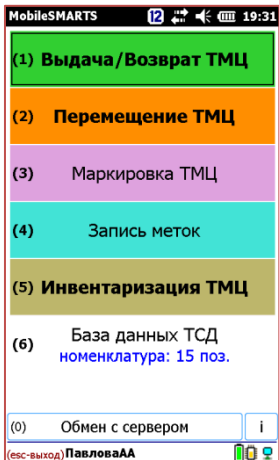 MobileSMARTS 12 19:31
(1) Выдача/Возврат ТМЦ
(2) Перемещение ТМЦ
(3) Маркировка ТМЦ
(4) Запись меток
(5) Инвентаризация ТМЦ
(6) База данных ТСД
номенклатура: 15 поз.
(0) Обмен с сервером i
(esc-выход) ПавловаАА